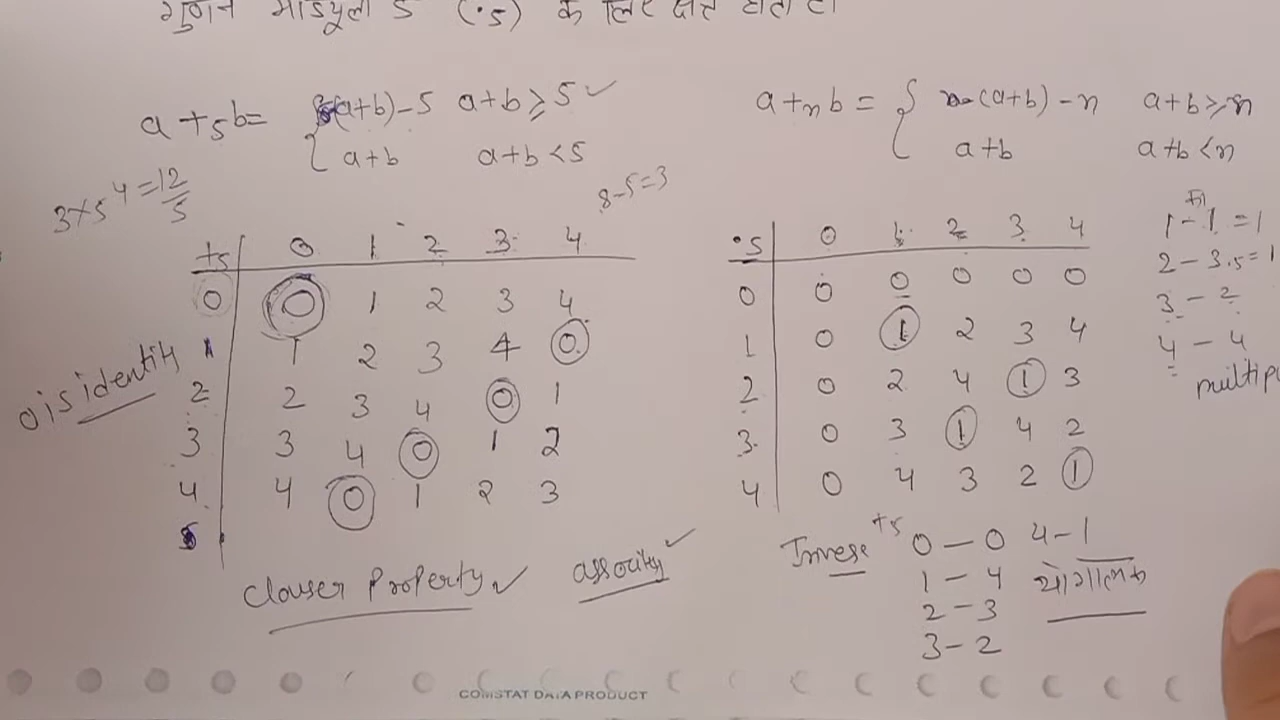 गुणन मोड्यूलो 5 (·5) के लिए क्षेत्र होता है।
a +5 b = { (a+b) - 5 a+b ≥ 5 ✓
a+b a+b < 5
a +n b = { (a+b) - n a+b ≥ n
a+b a+b < n
3 ×5 4 = 12/5
8-5=3
+5 0 1 2 3 4
0 0 1 2 3 4
1 1 2 3 4 0
2 2 3 4 0 1
3 3 4 0 1 2
4 4 0 1 2 3
5
0 is identity
Clouser Property ✓
associty ✓
·5 0 1 2 3 4
0 0 0 0 0 0
1 0 1 2 3 4
2 0 2 4 1 3
3 0 3 1 4 2
4 0 4 3 2 1
1 - 1 = 1
2 - 3·5 = 1
3 - 2
4 - 4
multip
Invese +5 0 - 0 4 - 1
1 - 4 योगात्मक
2 - 3
3 - 2
COMSTAT DATA PRODUCT